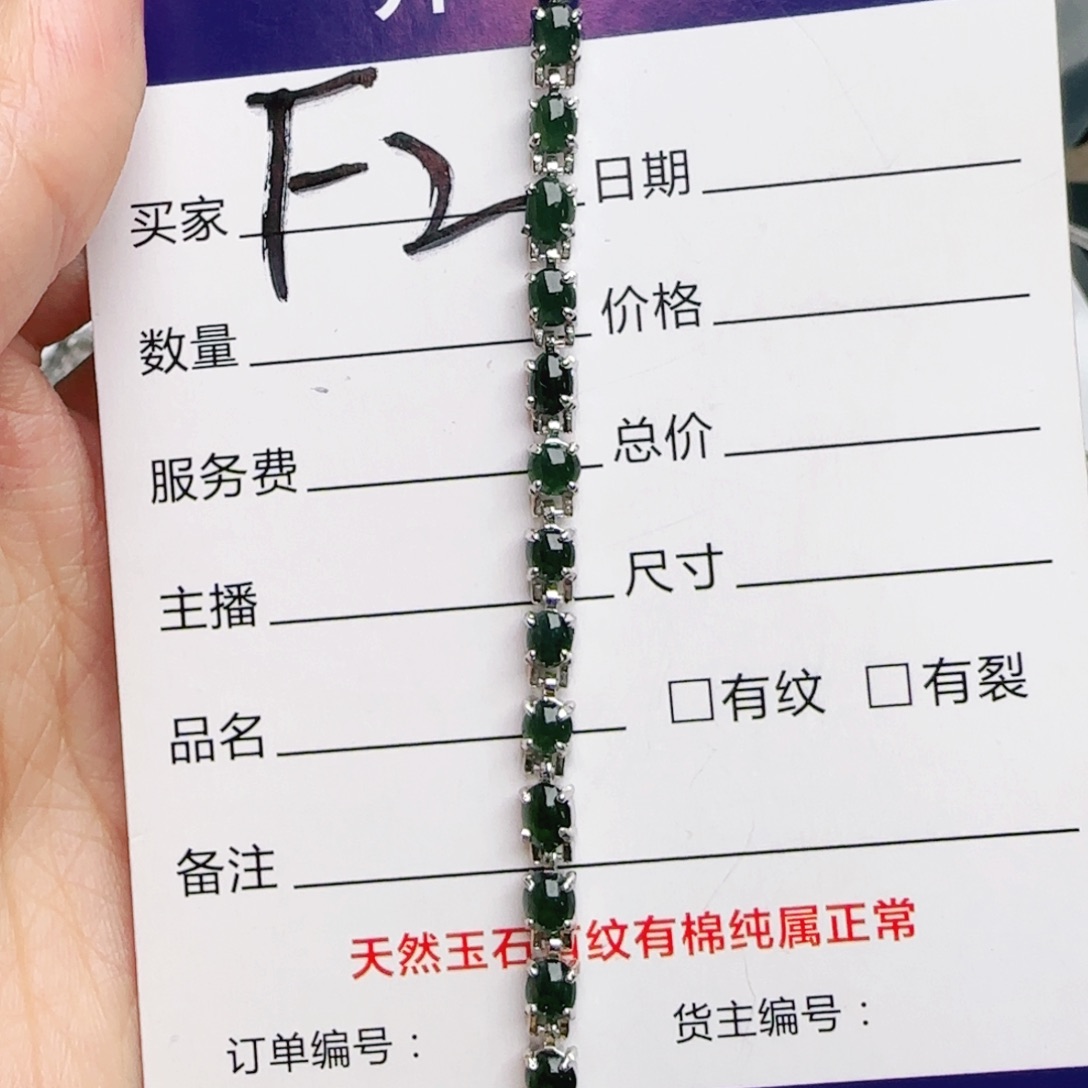 F2
买家 日期
数量 价格
服务费 总价
主播 尺寸
品名 □有纹 □有裂
备注
天然玉石有纹有棉纯属正常
订单编号： 货主编号：